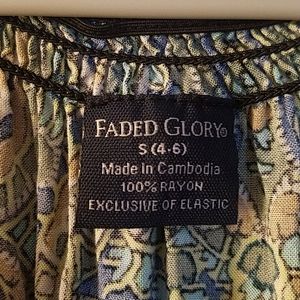 FADED GLORY®
S (4-6)
Made in Cambodia
100% RAYON
EXCLUSIVE OF ELASTIC